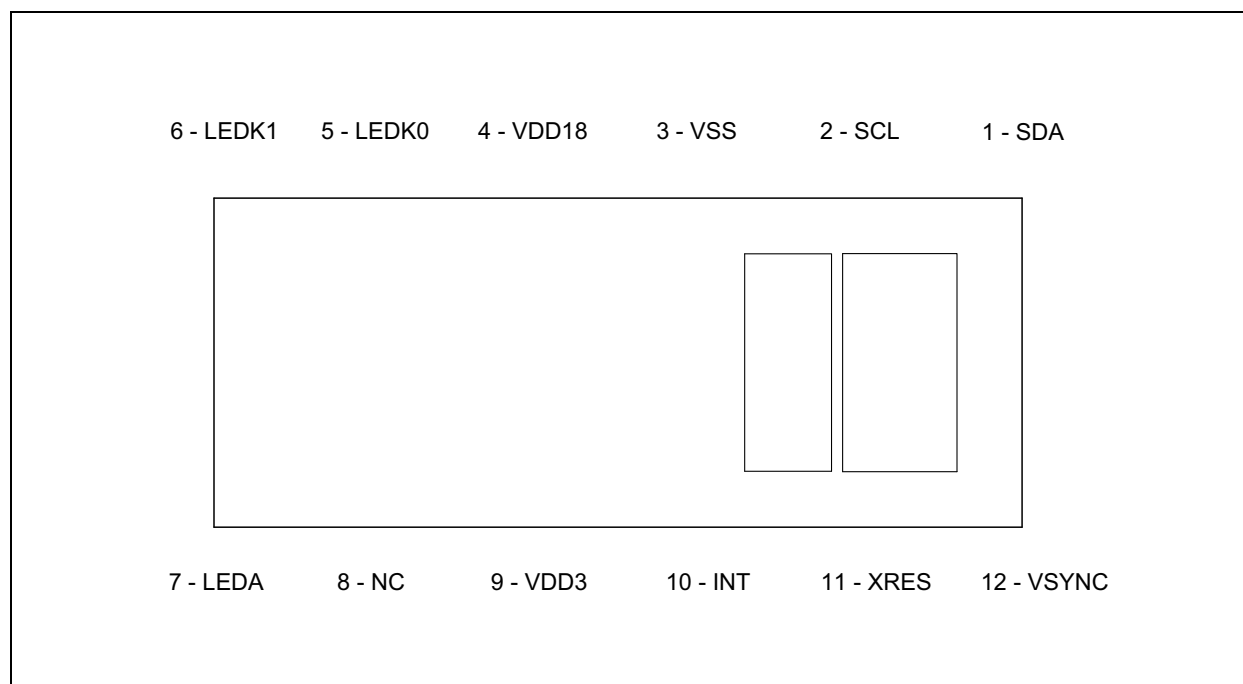 6 - LEDK1 5 - LEDK0 4 - VDD18 3 - VSS 2 - SCL 1 - SDA
7 - LEDA 8 - NC 9 - VDD3 10 - INT 11 - XRES 12 - VSYNC